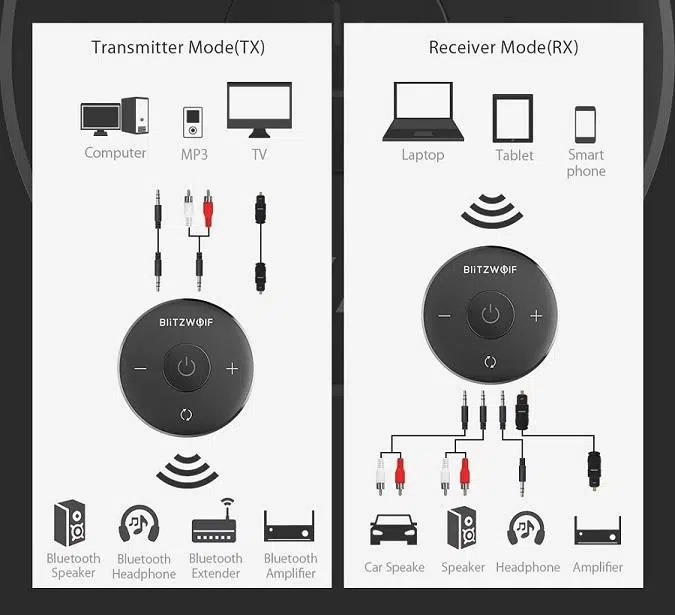 Transmitter Mode(TX)
Computer
MP3
TV
BLITZWOLF
Bluetooth
Speaker
Bluetooth
Headphone
Bluetooth
Extender
Bluetooth
Amplifier
Receiver Mode(RX)
Laptop
Tablet
Smart
phone
BLITZWOLF
Car Speake
Speaker
Headphone
Amplifier